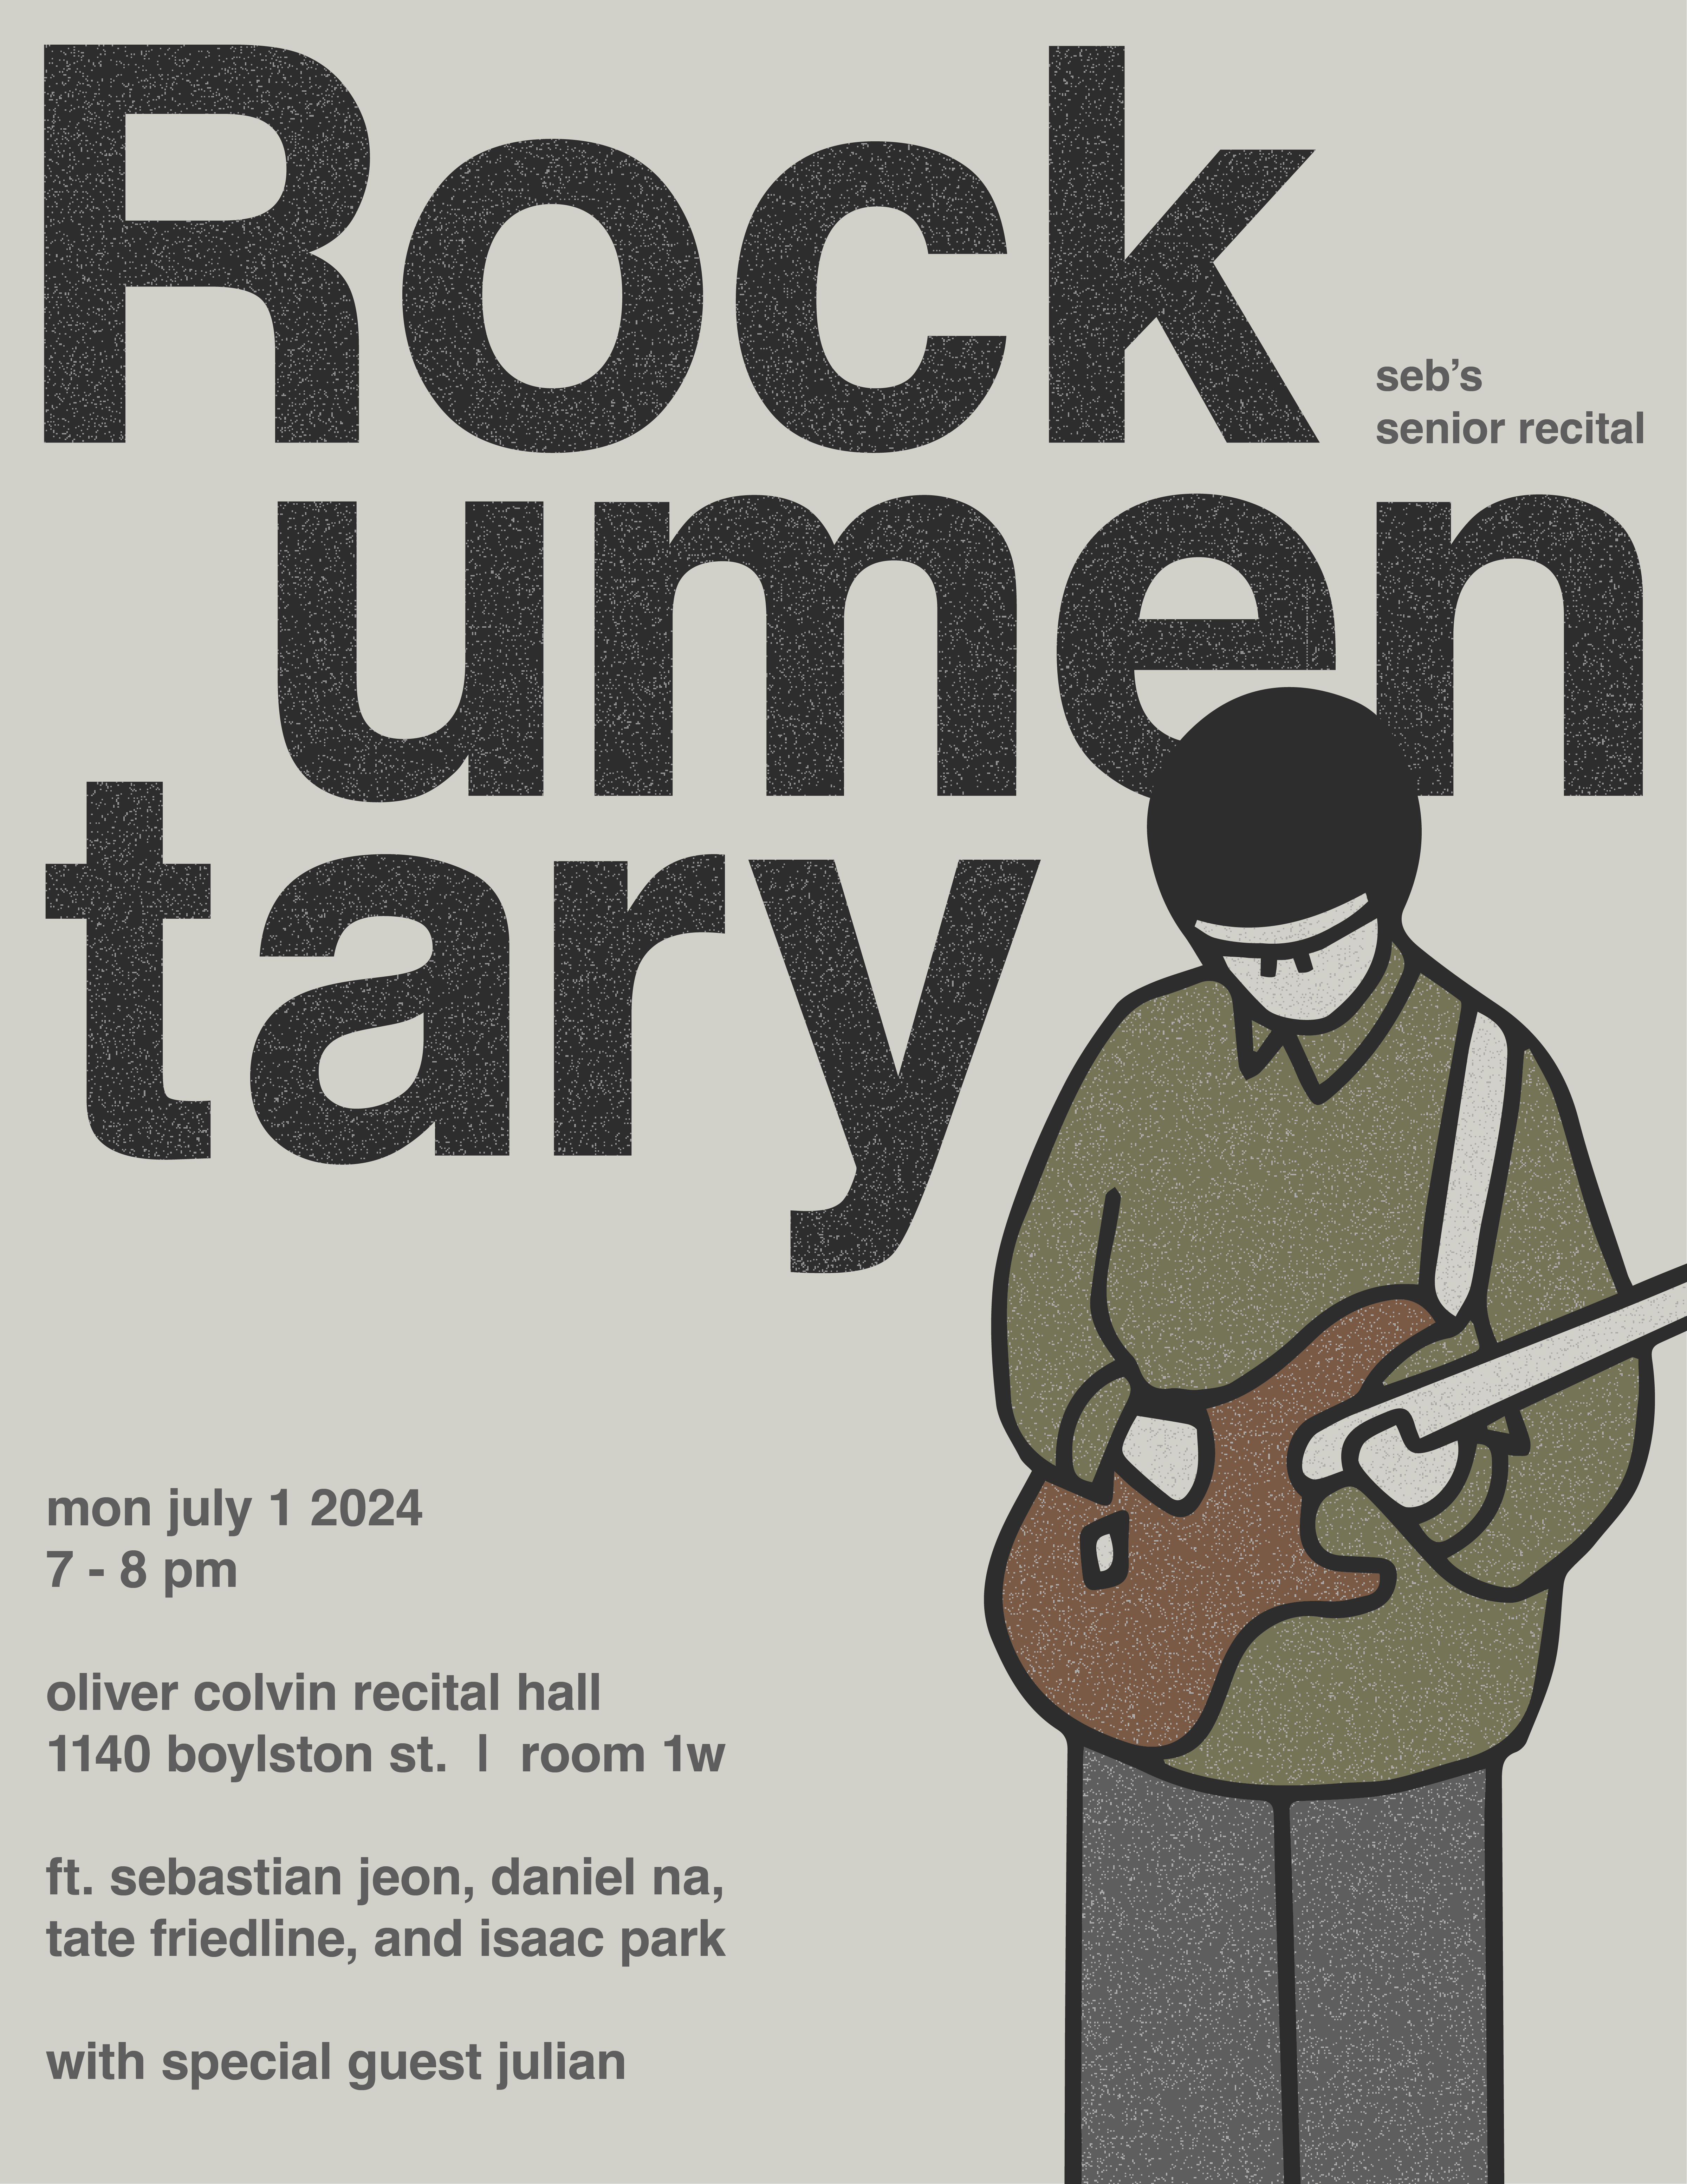 Rock
seb’s
senior recital
umen
tary
mon july 1 2024
7 - 8 pm
oliver colvin recital hall
1140 boylston st. | room 1w
ft. sebastian jeon, daniel na,
tate friedline, and isaac park
with special guest julian